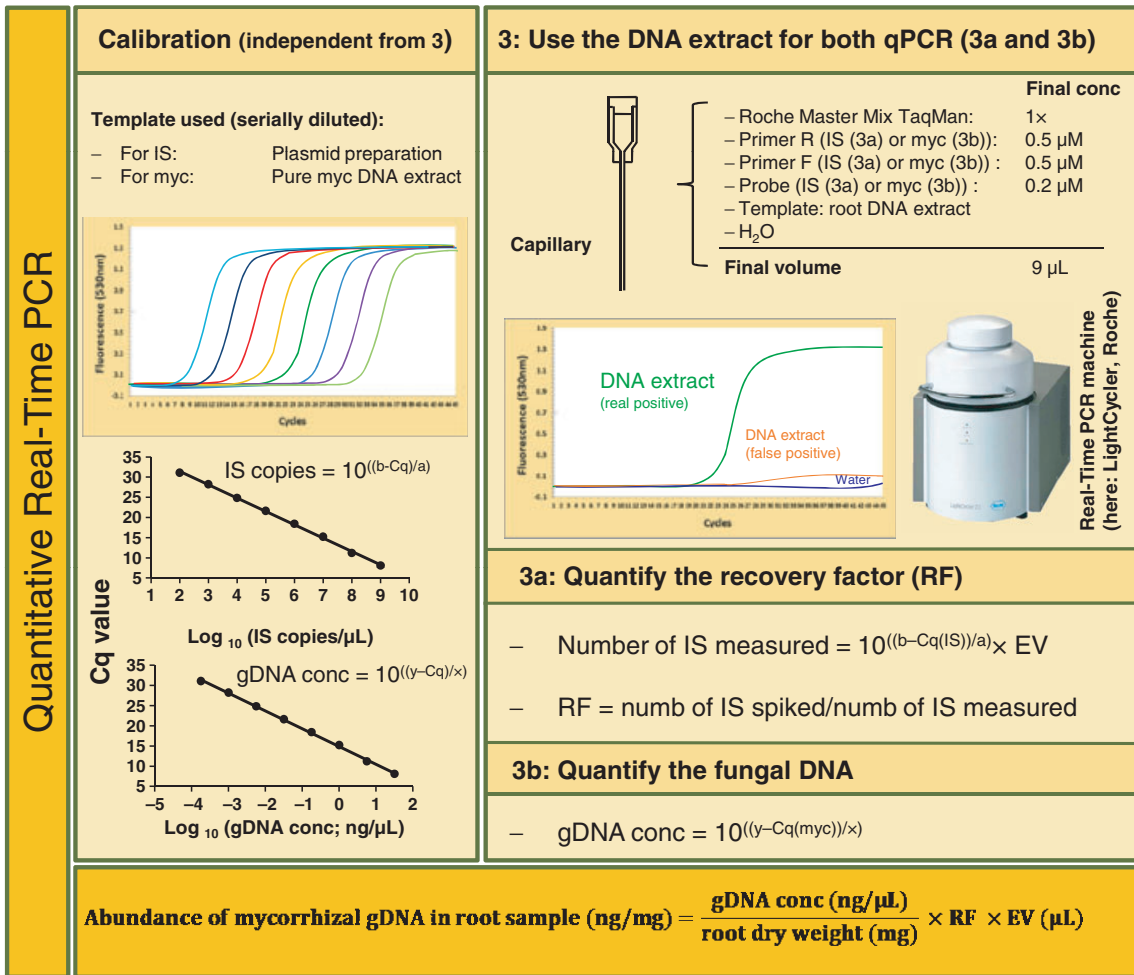 Quantitative Real-Time PCR
Calibration (independent from 3)
Template used (serially diluted):
– For IS: Plasmid preparation
– For myc: Pure myc DNA extract
Fluorescence (530nm)
Cycles
Cq value
35
30
25
20
15
10
5
IS copies = 10((b-Cq)/a)
1 2 3 4 5 6 7 8 9 10
Log 10 (IS copies/µL)
35
30
25
20
15
10
5
gDNA conc = 10((y–Cq)/×)
–5 –4 –3 –2 –1 0 1 2
Log 10 (gDNA conc; ng/µL)
3: Use the DNA extract for both qPCR (3a and 3b)
Final conc
– Roche Master Mix TaqMan: 1×
– Primer R (IS (3a) or myc (3b)): 0.5 µM
– Primer F (IS (3a) or myc (3b)) : 0.5 µM
– Probe (IS (3a) or myc (3b)) : 0.2 µM
– Template: root DNA extract
– H2O
Capillary
Final volume 9 µL
Fluorescence (530nm)
DNA extract
(real positive)
DNA extract
(false positive)
Water
Cycles
Real-Time PCR machine
(here: LightCycler, Roche)
3a: Quantify the recovery factor (RF)
– Number of IS measured = 10((b–Cq(IS))/a)× EV
– RF = numb of IS spiked/numb of IS measured
3b: Quantify the fungal DNA
– gDNA conc = 10((y–Cq(myc))/×)
Abundance of mycorrhizal gDNA in root sample (ng/mg) = gDNA conc (ng/µL) / root dry weight (mg) × RF × EV (µL)